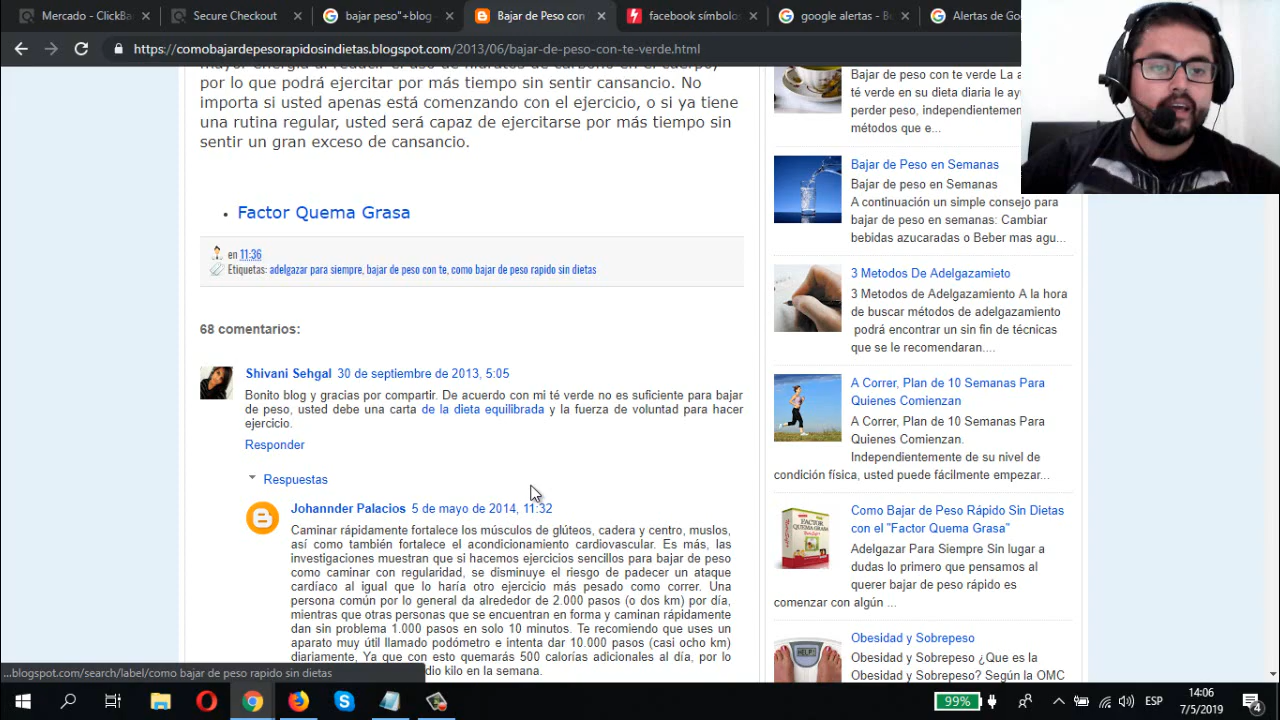 Mercado - ClickBa
Secure Checkout
bajar peso"+blog -
Bajar de Peso con
facebook símbolos
google alertas - B
Alertas de Go
https://comobajardepesorapidosindietas.blogspot.com/2013/06/bajar-de-peso-con-te-verde.html
mayor energía al reducir el uso de hidratos de carbono en el cuerpo,
por lo que podrá ejercitar por más tiempo sin sentir cansancio. No
importa si usted apenas está comenzando con el ejercicio, o si ya tiene
una rutina regular, usted será capaz de ejercitarse por más tiempo sin
sentir un gran exceso de cansancio.
• Factor Quema Grasa
en 11:36
Etiquetas: adelgazar para siempre, bajar de peso con te, como bajar de peso rapido sin dietas
68 comentarios:
Shivani Sehgal 30 de septiembre de 2013, 5:05
Bonito blog y gracias por compartir. De acuerdo con mí té verde no es suficiente para bajar
de peso, usted debe una carta de la dieta equilibrada y la fuerza de voluntad para hacer
ejercicio.
Responder
Respuestas
Johannder Palacios 5 de mayo de 2014, 11:32
Caminar rápidamente fortalece los músculos de glúteos, cadera y centro, muslos,
así como también fortalece el acondicionamiento cardiovascular. Es más, las
investigaciones muestran que si hacemos ejercicios sencillos para bajar de peso
como caminar con regularidad, se disminuye el riesgo de padecer un ataque
cardíaco al igual que lo haría otro ejercicio más pesado como correr. Una
persona común por lo general da alrededor de 2.000 pasos (o dos km) por día,
mientras que otras personas que se encuentran en forma y caminan rápidamente
dan sin problema 1.000 pasos en solo 10 minutos. Te recomiendo que uses un
aparato muy útil llamado podómetro e intenta dar 10.000 pasos (casi ocho km)
diariamente, Ya que con esto quemarás 500 calorías adicionales al día, por lo
dio kilo en la semana.
Bajar de peso con te verde La a
té verde en su dieta diaria le ay
perder peso, independientemen
métodos que e...
Bajar de Peso en Semanas
Bajar de peso en Semanas
A continuación un simple consejo para
bajar de peso en semanas: Cambiar
bebidas azucaradas o Beber mas agu...
3 Metodos De Adelgazamieto
3 Metodos de Adelgazamiento A la hora
de buscar métodos de adelgazamiento
podrá encontrar un sin fin de técnicas
que se le recomendaran....
A Correr, Plan de 10 Semanas Para
Quienes Comienzan
A Correr, Plan de 10 Semanas Para
Quienes Comienzan.
Independientemente de su nivel de
condición física, usted puede fácilmente empezar...
Como Bajar de Peso Rápido Sin Dietas
con el "Factor Quema Grasa"
Adelgazar Para Siempre Sin lugar a
dudas lo primero que pensamos al
querer bajar de peso rápido es
comenzar con algún ...
Obesidad y Sobrepeso
Obesidad y Sobrepeso ¿Que es la
Obesidad y Sobrepeso? Según la OMC
...blogspot.com/search/label/como bajar de peso rapido sin dietas
99%
ESP
14:06
7/5/2019
4